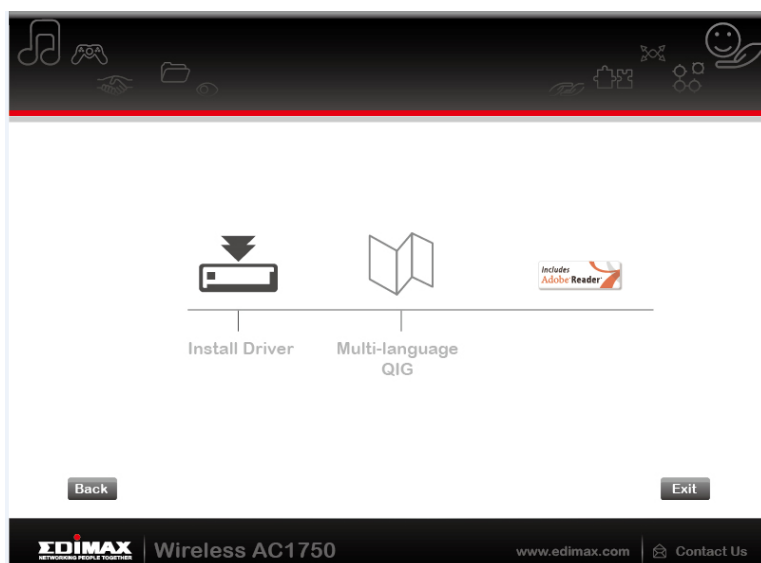 Includes
Adobe Reader
Install Driver
Multi-language
QIG
Back
Exit
EDIMAX
NETWORKING PEOPLE TOGETHER
Wireless AC1750
www.edimax.com
Contact Us